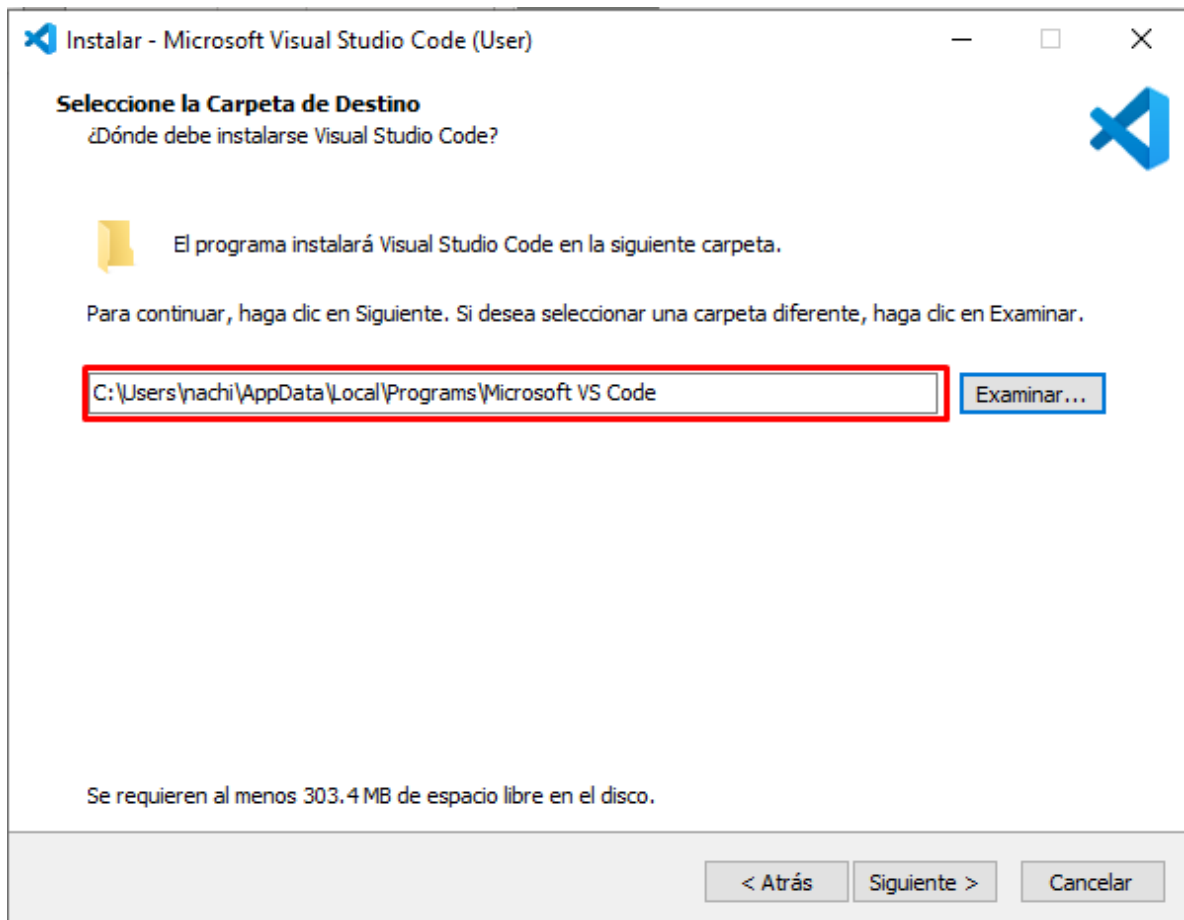 Instalar - Microsoft Visual Studio Code (User)
Seleccione la Carpeta de Destino
¿Dónde debe instalarse Visual Studio Code?
El programa instalará Visual Studio Code en la siguiente carpeta.
Para continuar, haga clic en Siguiente. Si desea seleccionar una carpeta diferente, haga clic en Examinar.
C:\Users\nachi\AppData\Local\Programs\Microsoft VS Code
Examinar...
Se requieren al menos 303.4 MB de espacio libre en el disco.
< Atrás
Siguiente >
Cancelar